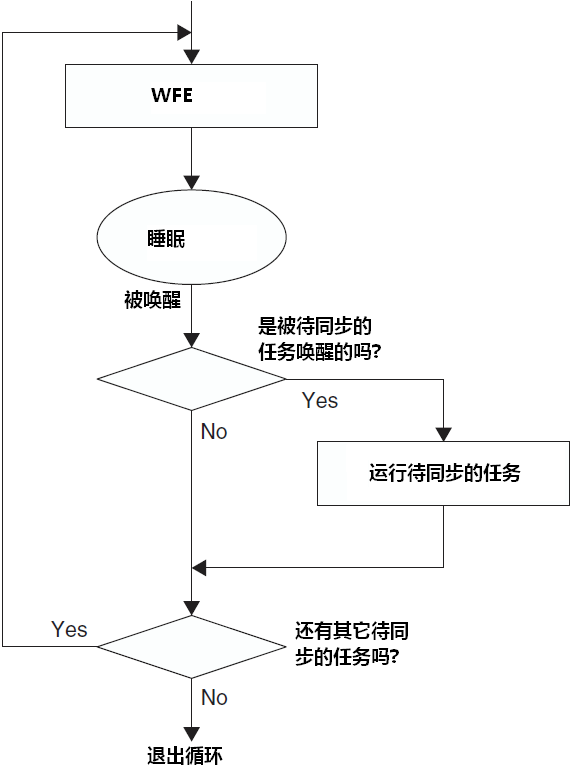 WFE
睡眠
被唤醒
是被待同步的
任务唤醒的吗?
Yes
No
运行待同步的任务
Yes
还有其它待同
步的任务吗?
No
退出循环